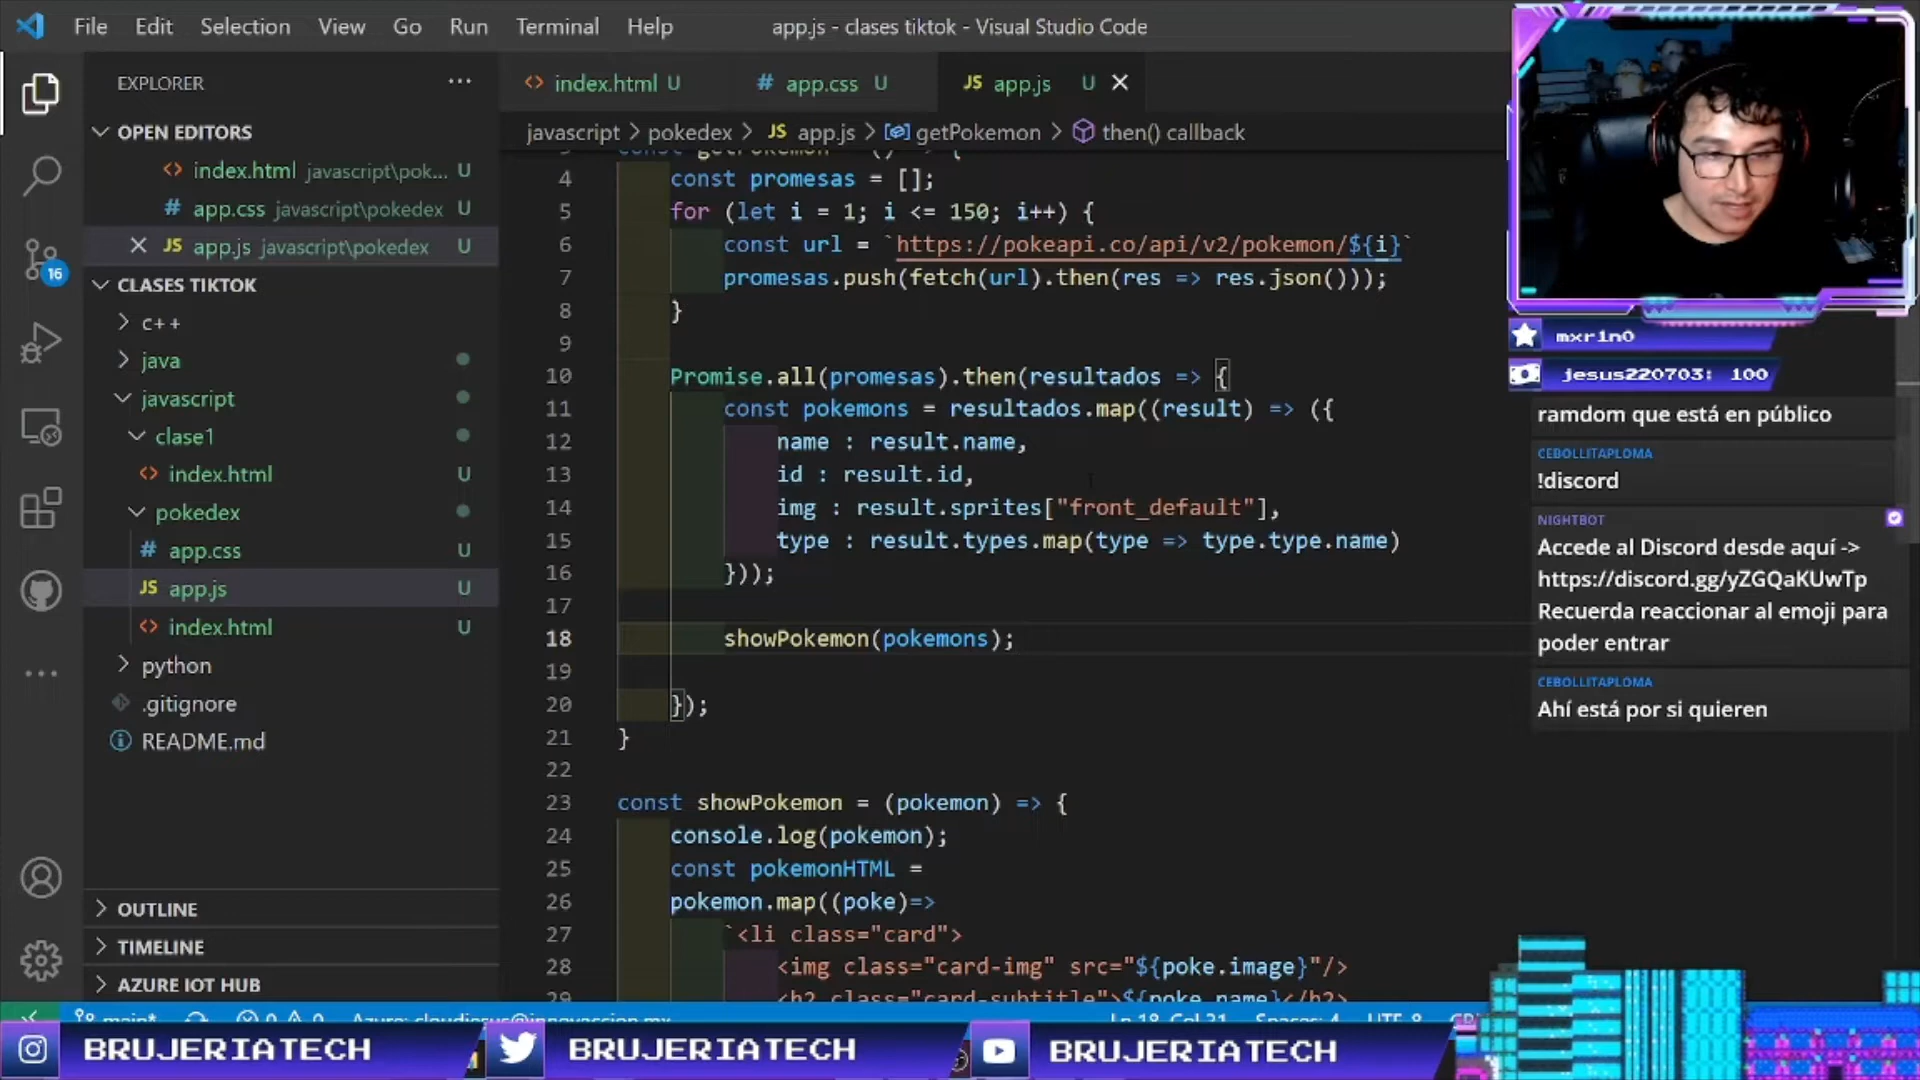 File Edit Selection View Go Run Terminal Help
app.js - clases tiktok - Visual Studio Code
EXPLORER
OPEN EDITORS
index.html javascript\pok... U
app.css javascript\pokedex U
JS app.js javascript\pokedex U
CLASES TIKTOK
c++
java
javascript
clase1
index.html U
pokedex
# app.css U
JS app.js U
index.html U
python
.gitignore
README.md
OUTLINE
TIMELINE
AZURE IOT HUB
16
index.html U
# app.css U
JS app.js U
javascript > pokedex > JS app.js > getPokemon > then() callback
4 const promesas = [];
5 for (let i = 1; i <= 150; i++) {
6 const url = `https://pokeapi.co/api/v2/pokemon/${i}`
7 promesas.push(fetch(url).then(res => res.json()));
8 }
9
10 Promise.all(promesas).then(resultados => {
11 const pokemons = resultados.map((result) => ({
12 name : result.name,
13 id : result.id,
14 img : result.sprites["front_default"],
15 type : result.types.map(type => type.type.name)
16 }));
17
18 showPokemon(pokemons);
19
20 });
21 }
22
23 const showPokemon = (pokemon) => {
24 console.log(pokemon);
25 const pokemonHTML =
26 pokemon.map((poke)=>
27 `<li class="card">
28 <img class="card-img" src="${poke.image}"/>
29 <h2 class="card-subtitle">${poke.name}</h2>
mxr1n0
jesus220703: 100
ramdom que está en público
CEBOLLITAPLOMA
!discord
NIGHTBOT
Accede al Discord desde aquí ->
https://discord.gg/yZGQaKUwTp
Recuerda reaccionar al emoji para
poder entrar
CEBOLLITAPLOMA
Ahí está por si quieren
BRUJERIATECH
BRUJERIATECH
BRUJERIATECH